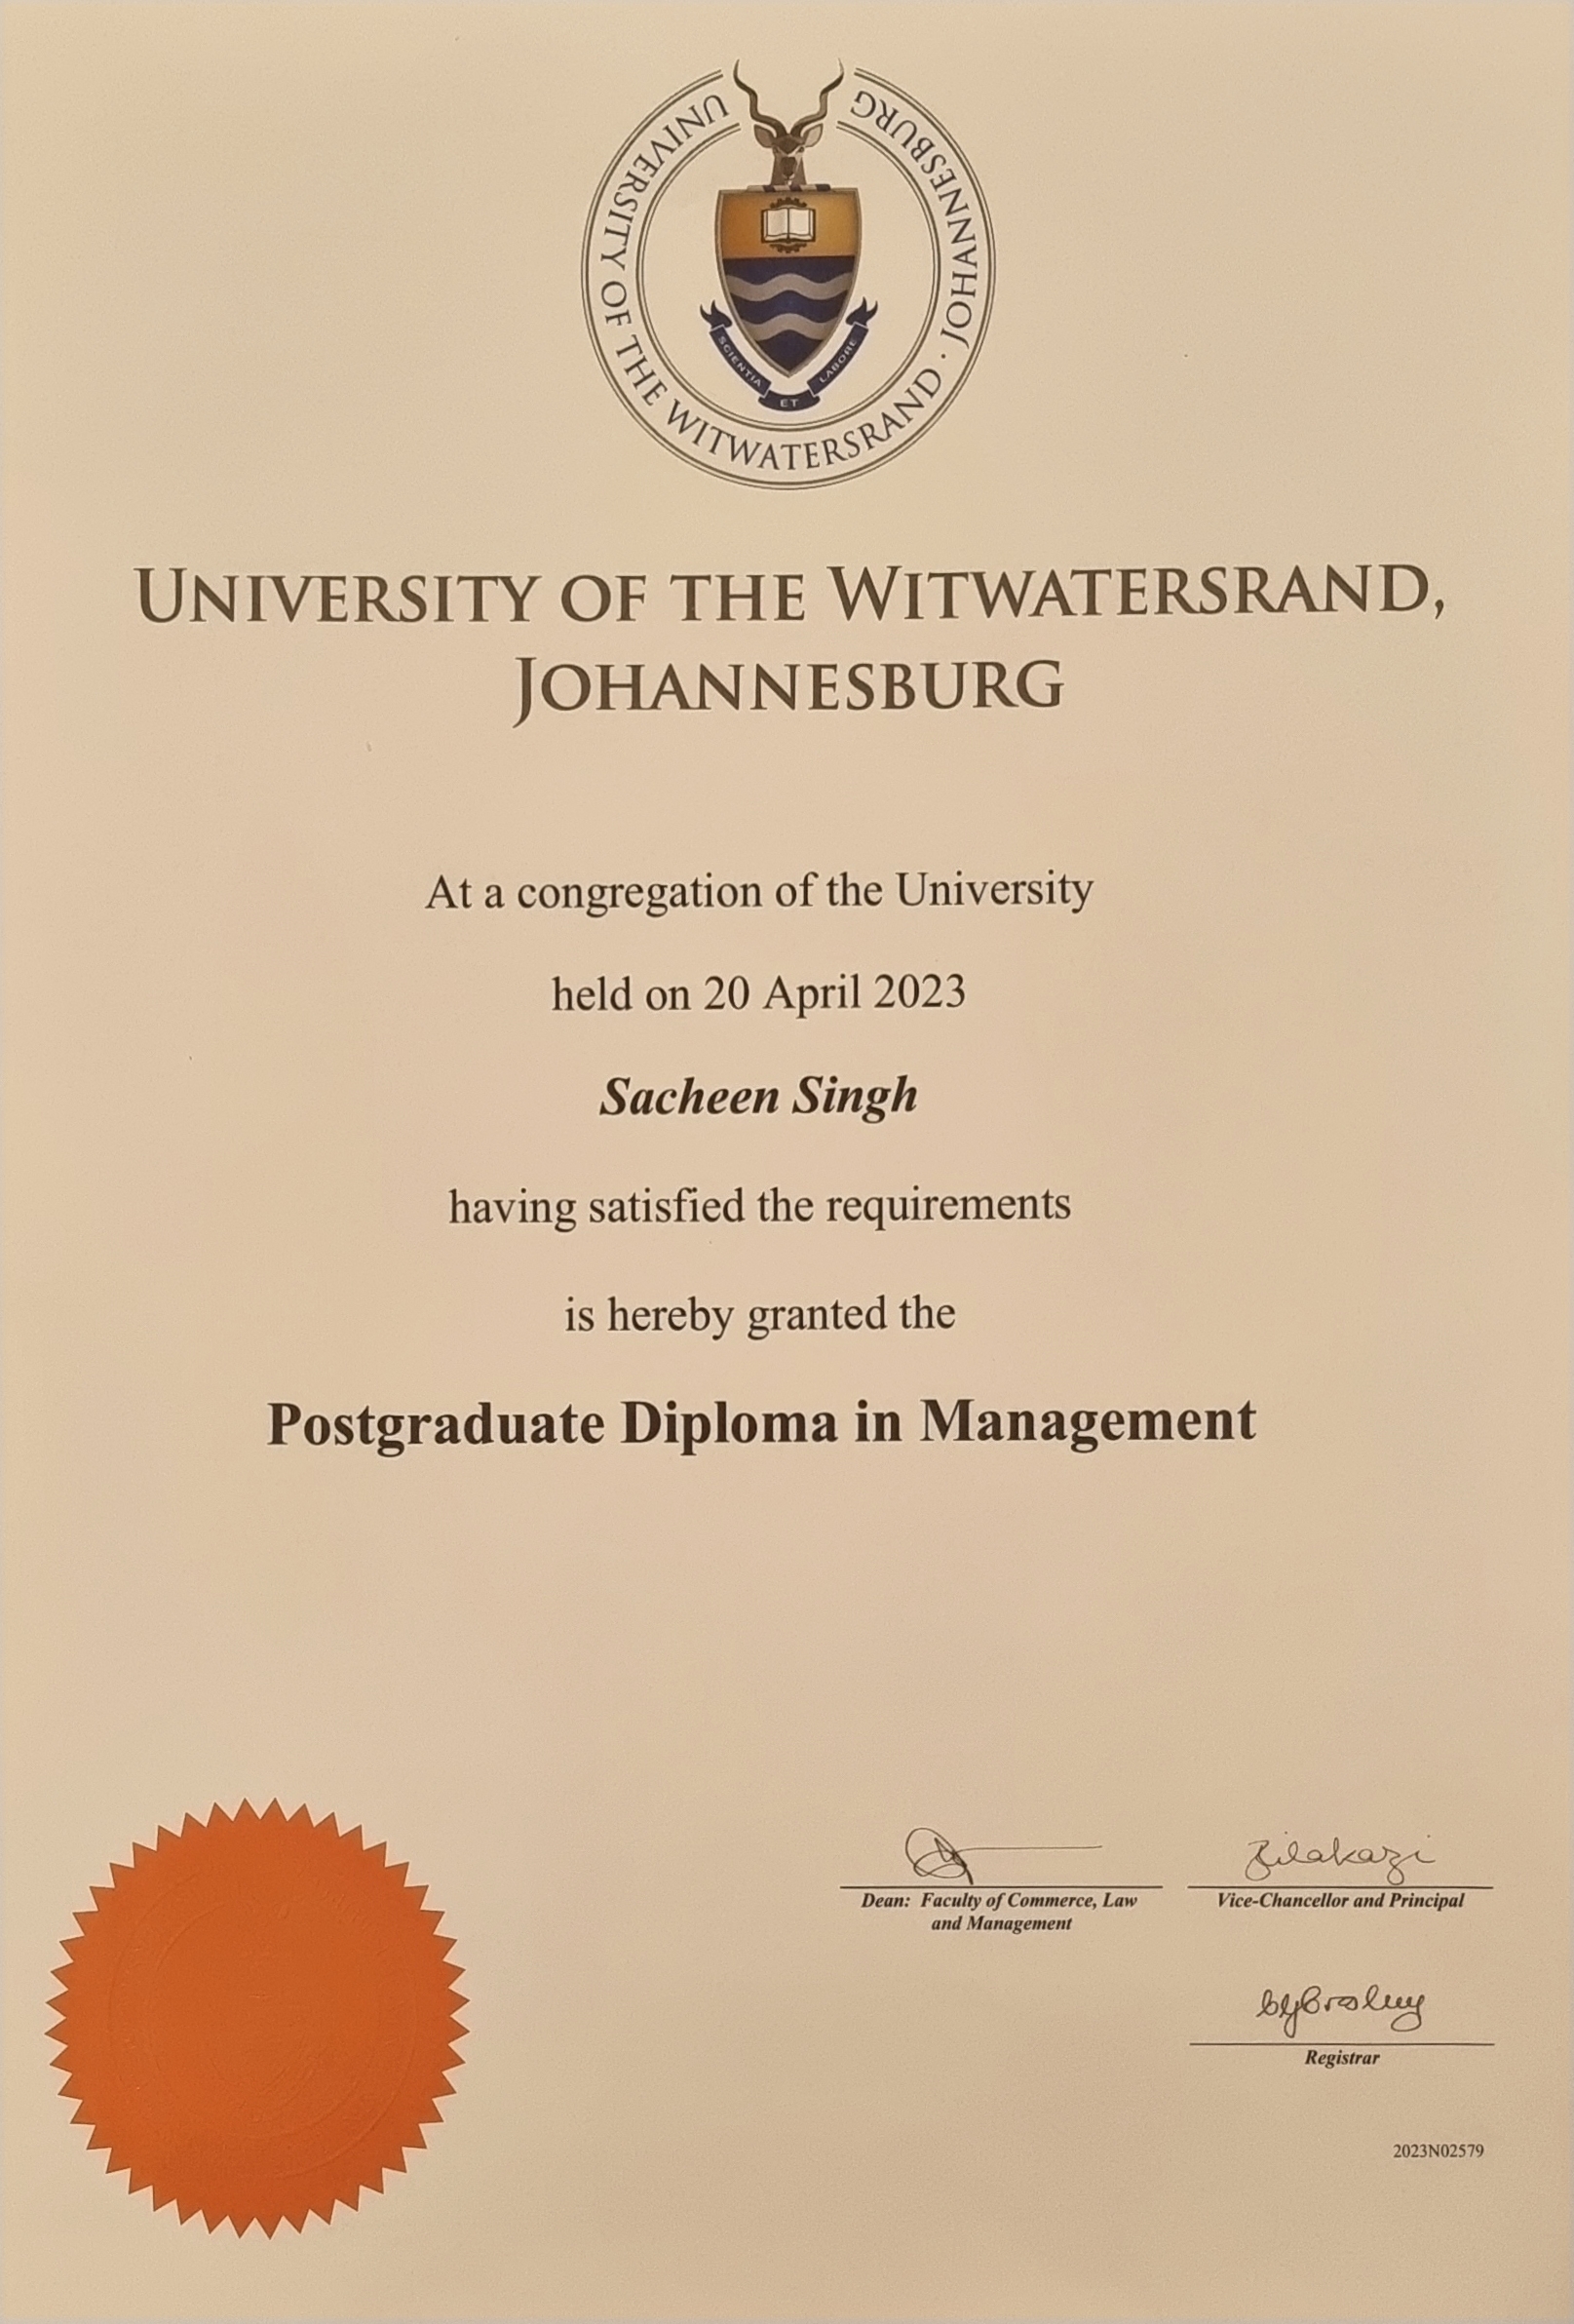 UNIVERSITY OF THE WITWATERSRAND · JOHANNESBURG
SCIENTIA ET LABORE
UNIVERSITY OF THE WITWATERSRAND,
JOHANNESBURG
At a congregation of the University
held on 20 April 2023
Sacheen Singh
having satisfied the requirements
is hereby granted the
Postgraduate Diploma in Management
Dean: Faculty of Commerce, Law
and Management
Vice-Chancellor and Principal
Registrar
2023N02579